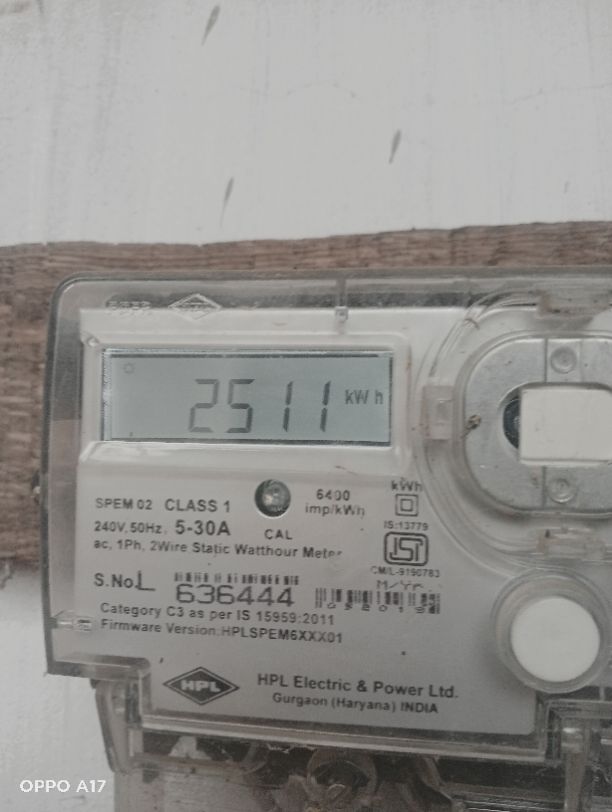 2511 kWh
SPEM 02 CLASS 1
6400 imp/kWh
kWh
240V, 50Hz, 5-30A
CAL
IS:13779
ac, 1Ph, 2Wire Static Watthour Meter
CM/L-9190783
M/Yr
S.No.L 636444
Category C3 as per IS 15959:2011
Firmware Version:HPLSPEM6XXX01
HPL
HPL Electric & Power Ltd.
Gurgaon (Haryana) INDIA
OPPO A17